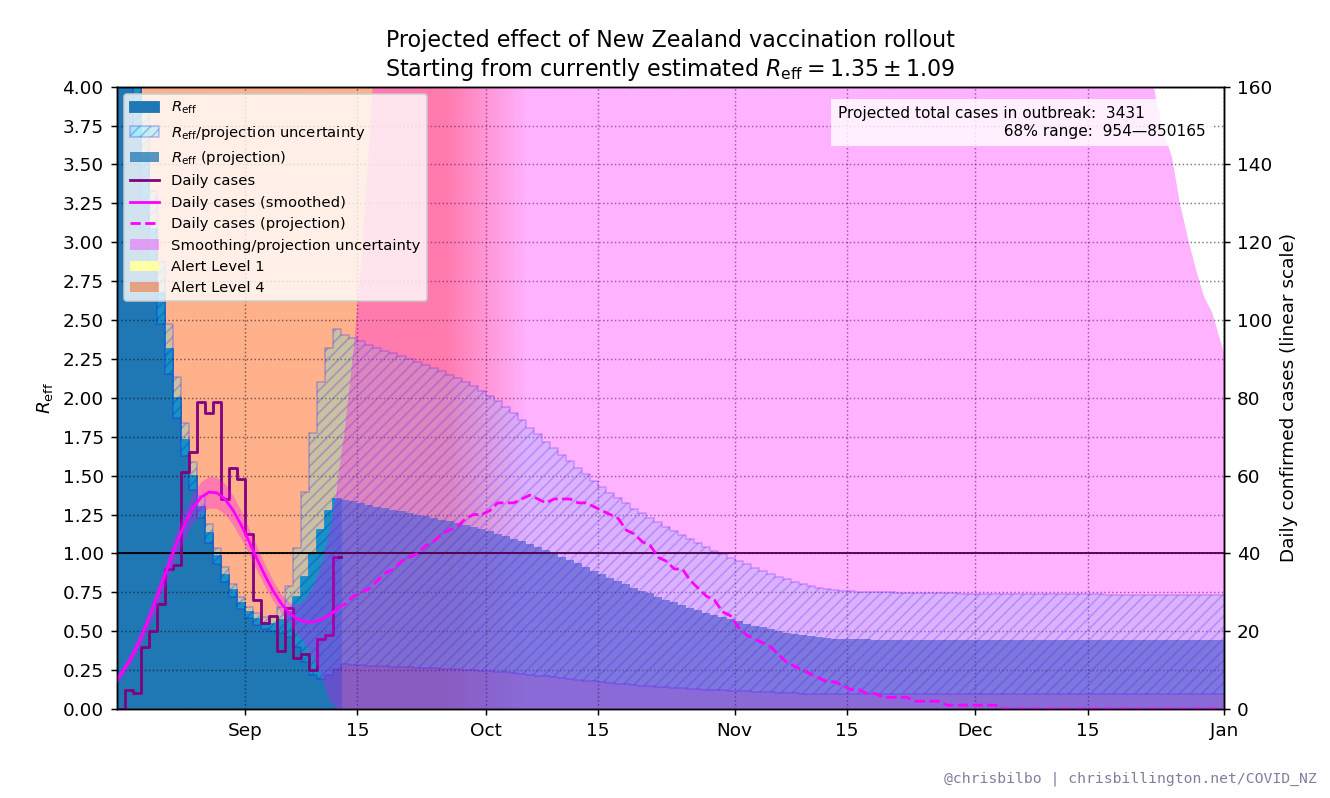 Projected effect of New Zealand vaccination rollout
Starting from currently estimated R_eff = 1.35 ± 1.09
4.00
3.75
3.50
3.25
3.00
2.75
2.50
2.25
2.00
1.75
1.50
1.25
1.00
0.75
0.50
0.25
0.00
R_eff
R_eff
R_eff/projection uncertainty
R_eff (projection)
Daily cases
Daily cases (smoothed)
Daily cases (projection)
Smoothing/projection uncertainty
Alert Level 1
Alert Level 4
Projected total cases in outbreak: 3431
68% range: 954—850165
160
140
120
100
80
60
40
20
0
Daily confirmed cases (linear scale)
Sep 15 Oct 15 Nov 15 Dec 15 Jan
@chrisbilbo | chrisbillington.net/COVID_NZ